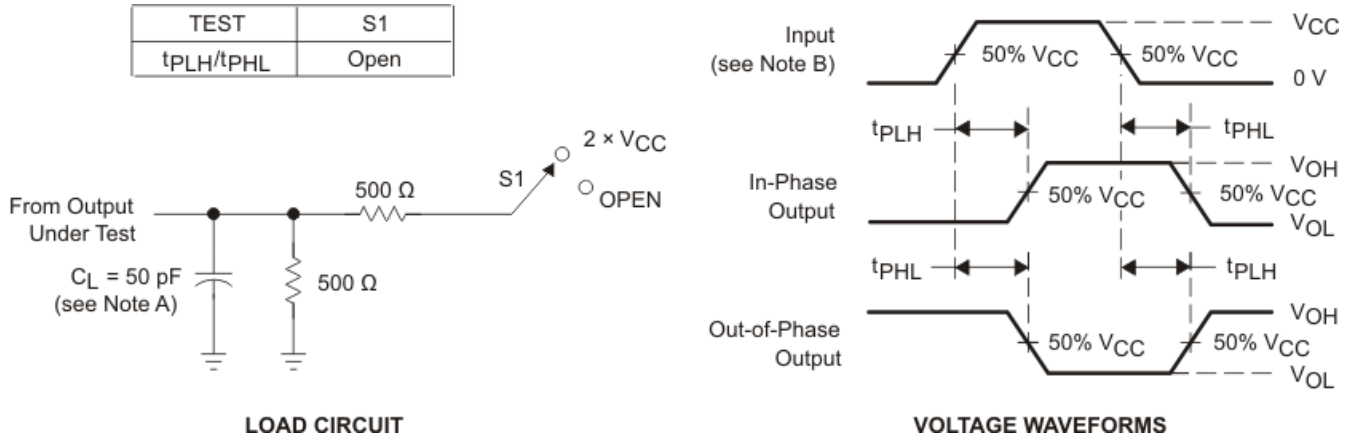 TEST S1
tPLH/tPHL Open
2 × VCC
S1
OPEN
500 Ω
From Output
Under Test
CL = 50 pF
(see Note A)
500 Ω
LOAD CIRCUIT
Input
(see Note B)
50% VCC
50% VCC
VCC
0 V
tPLH
tPHL
In-Phase
Output
50% VCC
50% VCC
VOH
VOL
tPHL
tPLH
Out-of-Phase
Output
50% VCC
50% VCC
VOH
VOL
VOLTAGE WAVEFORMS